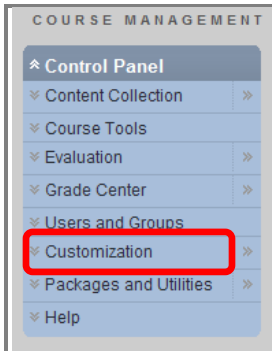 COURSE MANAGEMENT
Control Panel
Content Collection
Course Tools
Evaluation
Grade Center
Users and Groups
Customization
Packages and Utilities
Help